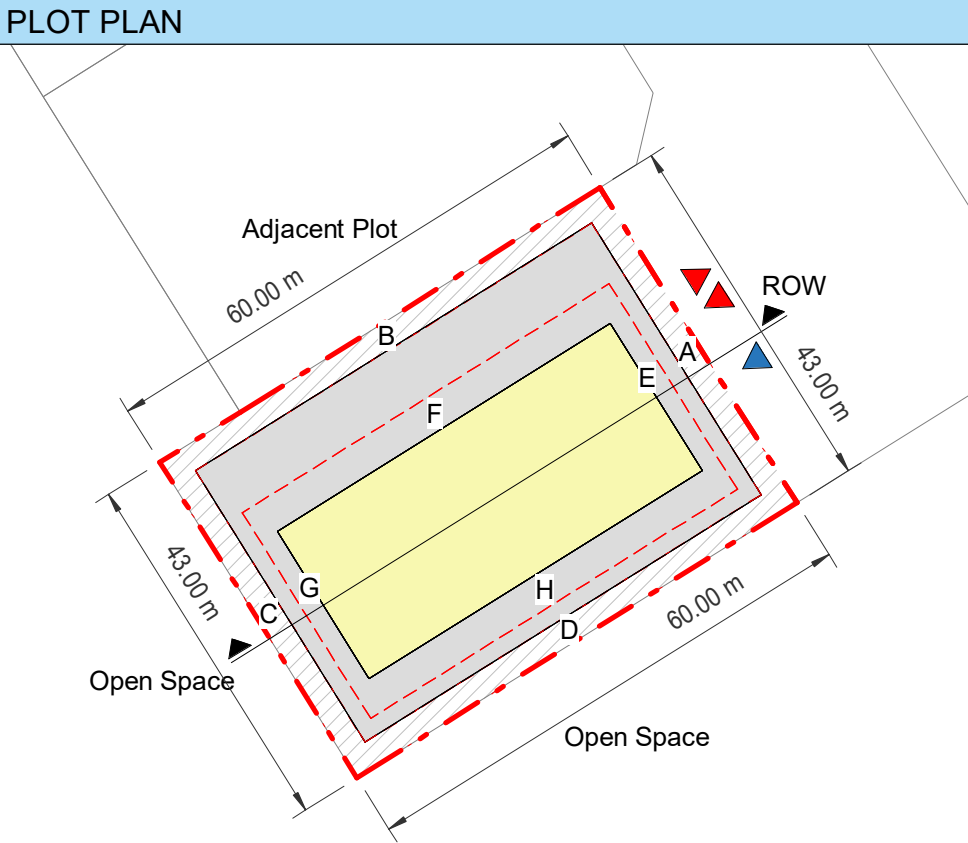 PLOT PLAN
Adjacent Plot
60.00 m
ROW
B
A
43.00 m
E
F
43.00 m
G
H
C
60.00 m
D
Open Space
Open Space